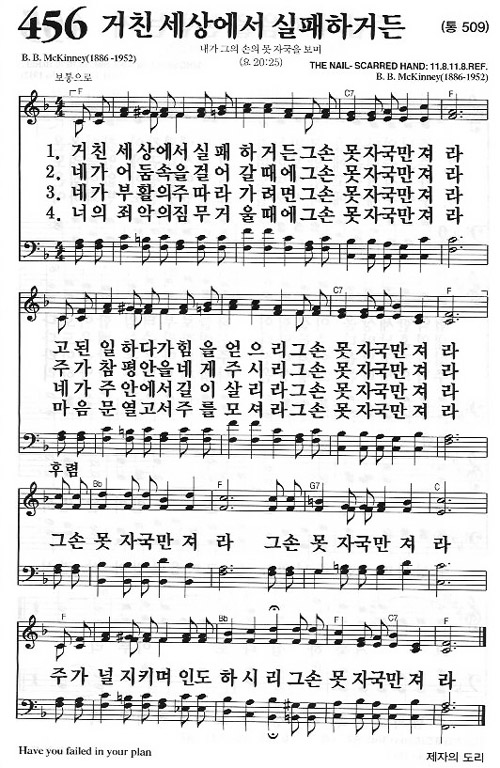 456 거친 세상에서 실패하거든 (통 509)
내가 그의 손의 못 자국을 보며
(요 20:25)
B. B. McKinney(1886-1952)
THE NAIL- SCARRED HAND: 11.8.11.8.REF.
B. B. McKinney(1886-1952)
보통으로
F C7 F
1. 거친 세상에서 실패하거든 그 손 못자국 만져라
2. 네가 어둠속을 걸어갈때에 그 손 못자국 만져라
3. 네가 부활의주 따라가려면 그 손 못자국 만져라
4. 너의 죄악의짐 무거울때에 그 손 못자국 만져라
F C7 F
고된 일하다가 힘을 얻으리 그 손 못자국 만져라
주가 참평안을 네게 주시리 그 손 못자국 만져라
네가 주안에서 길이 살리라 그 손 못자국 만져라
마음 문열고서 주를 모셔라 그 손 못자국 만져라
후렴
Bb F G7 C
그 손 못자국 만져라 그 손 못자국 만져라
F Bb F C7 F
주가 널 지키며 인도하시리 그 손 못자국 만져라
Have you failed in your plan
제자의 도리